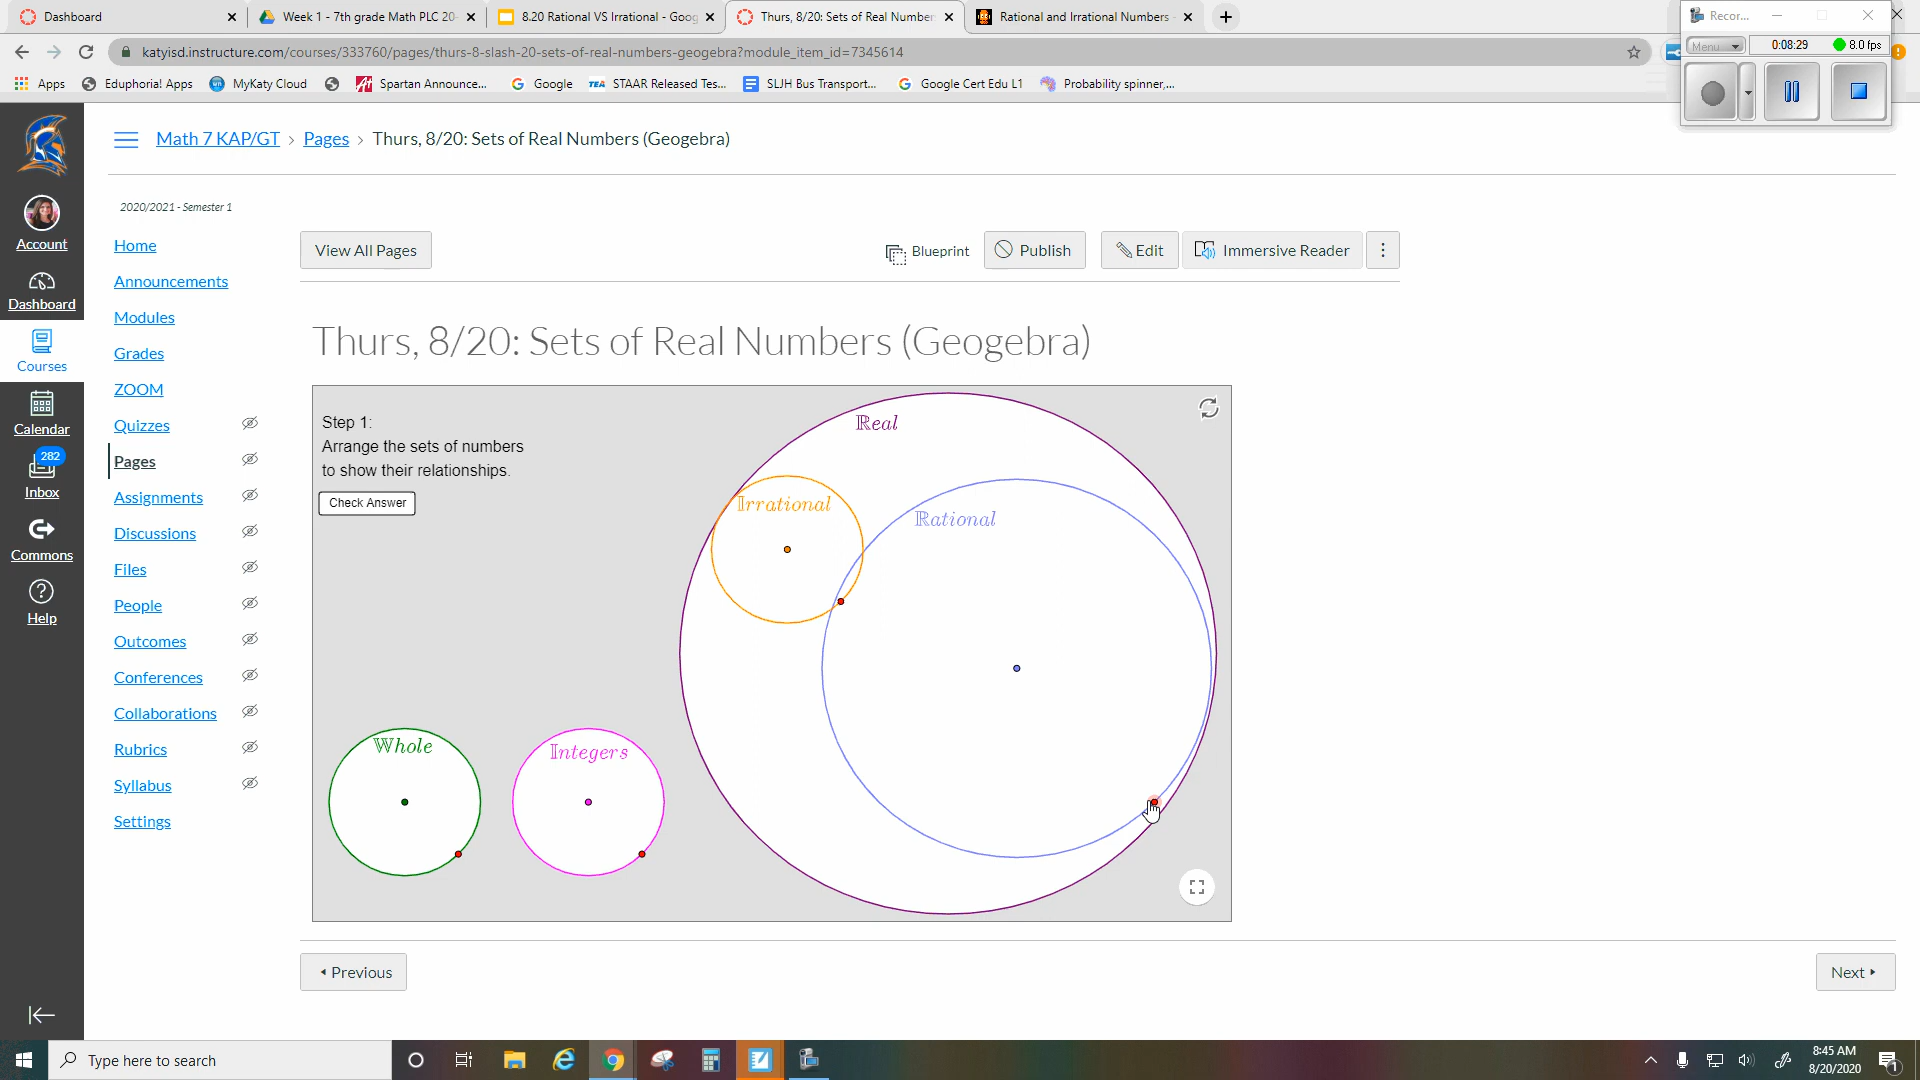 Dashboard
Week 1 - 7th grade Math PLC 20-
8.20 Rational VS Irrational - Goog
Thurs, 8/20: Sets of Real Number
Rational and Irrational Numbers
Recor...
Menu
0:08:29
8.0 fps
katyisd.instructure.com/courses/333760/pages/thurs-8-slash-20-sets-of-real-numbers-geogebra?module_item_id=7345614
Apps
Eduphoria! Apps
MyKaty Cloud
Spartan Announce...
Google
TEA
STAAR Released Tes...
SLJH Bus Transport...
Google Cert Edu L1
Probability spinner,...
Math 7 KAP/GT > Pages > Thurs, 8/20: Sets of Real Numbers (Geogebra)
2020/2021 - Semester 1
Account
Dashboard
Courses
Calendar
282
Inbox
Commons
Help
Home
Announcements
Modules
Grades
ZOOM
Quizzes
Pages
Assignments
Discussions
Files
People
Outcomes
Conferences
Collaborations
Rubrics
Syllabus
Settings
View All Pages
Blueprint
Publish
Edit
Immersive Reader
Thurs, 8/20: Sets of Real Numbers (Geogebra)
Step 1:
Arrange the sets of numbers
to show their relationships.
Check Answer
ℝeal
𝕀rrational
ℝational
𝕎hole
𝕀ntegers
Previous
Next
Type here to search
8:45 AM
8/20/2020
1